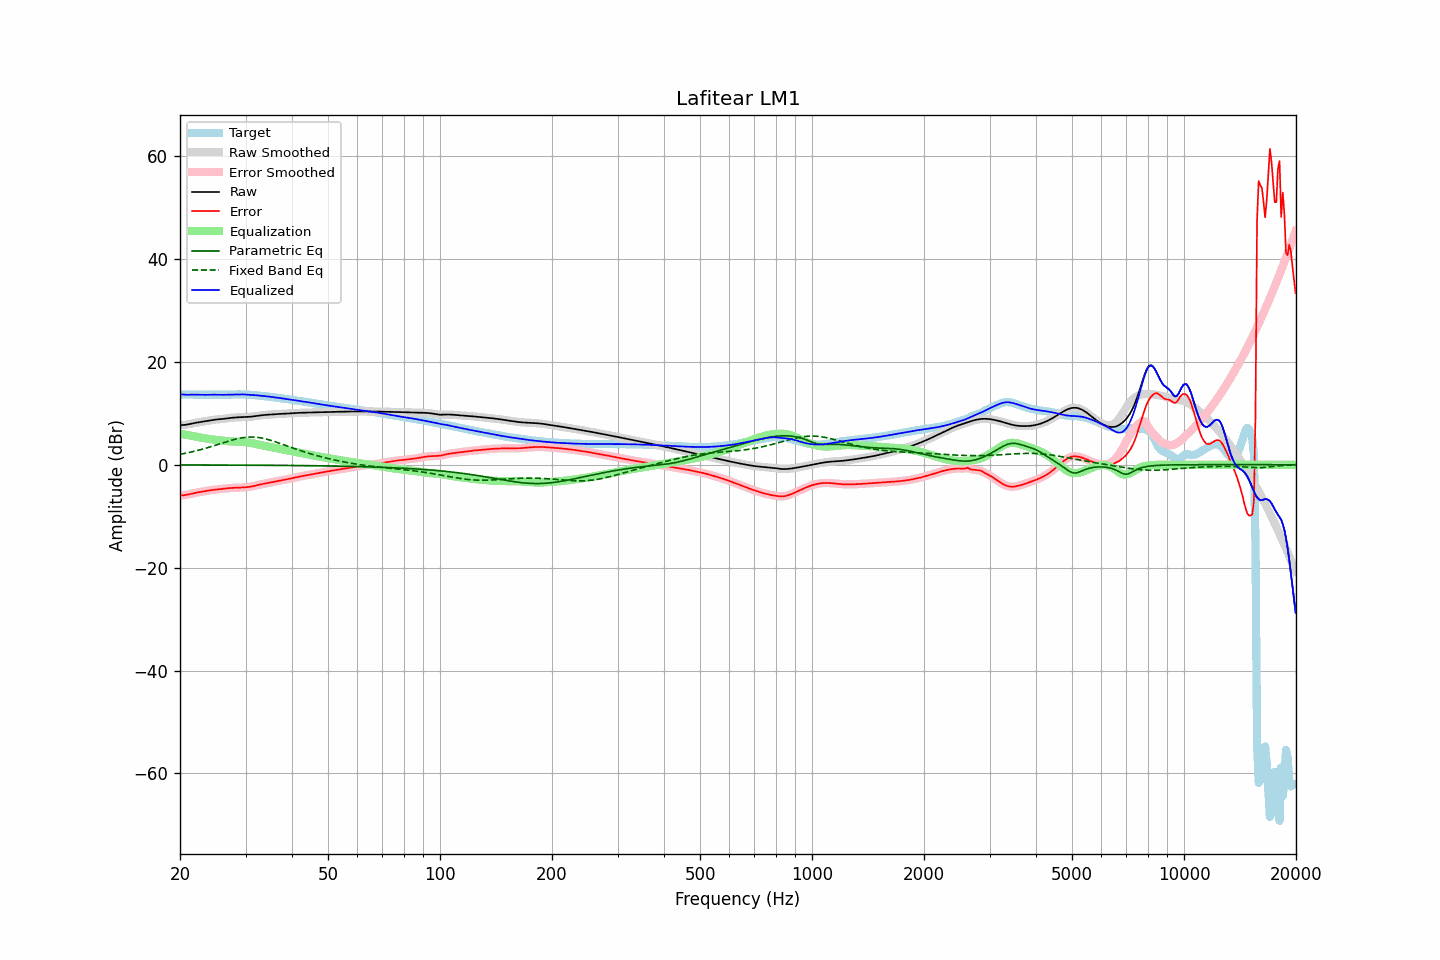 Lafitear LM1
Target
Raw Smoothed
Error Smoothed
Raw
Error
Equalization
Parametric Eq
Fixed Band Eq
Equalized
Amplitude (dBr)
60
40
20
0
−20
−40
−60
20 50 100 200 500 1000 2000 5000 10000 20000
Frequency (Hz)